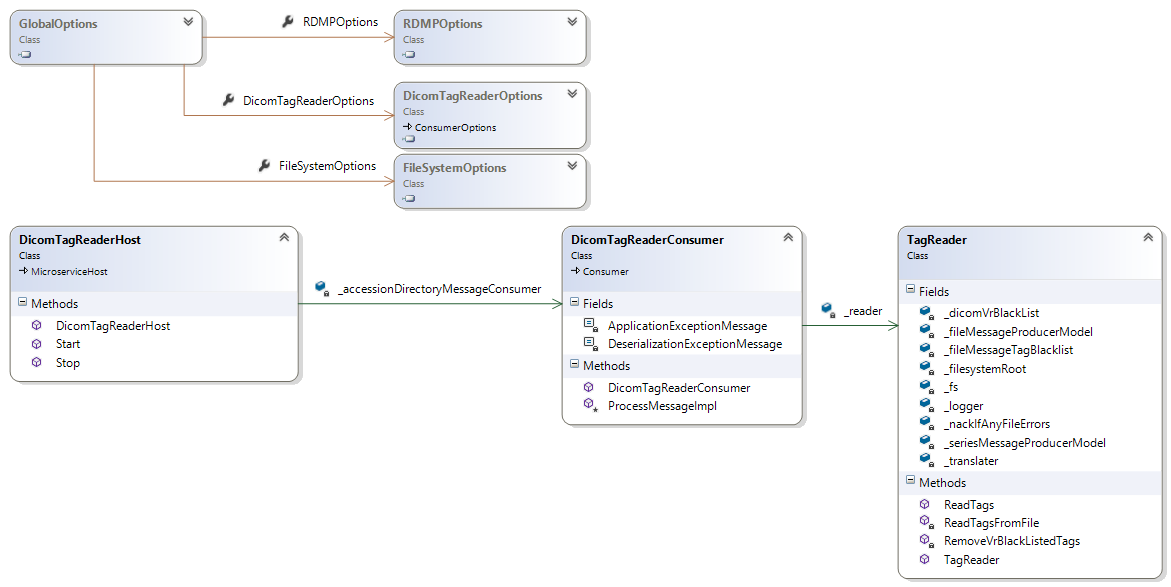 GlobalOptions
Class
RDMPOptions
RDMPOptions
Class
DicomTagReaderOptions
DicomTagReaderOptions
Class
ConsumerOptions
FileSystemOptions
FileSystemOptions
Class
DicomTagReaderHost
Class
MicroserviceHost
Methods
DicomTagReaderHost
Start
Stop
_accessionDirectoryMessageConsumer
DicomTagReaderConsumer
Class
Consumer
Fields
ApplicationExceptionMessage
DeserializationExceptionMessage
Methods
DicomTagReaderConsumer
ProcessMessageImpl
_reader
TagReader
Class
Fields
_dicomVrBlackList
_fileMessageProducerModel
_fileMessageTagBlacklist
_filesystemRoot
_fs
_logger
_nackIfAnyFileErrors
_seriesMessageProducerModel
_translater
Methods
ReadTags
ReadTagsFromFile
RemoveVrBlackListedTags
TagReader